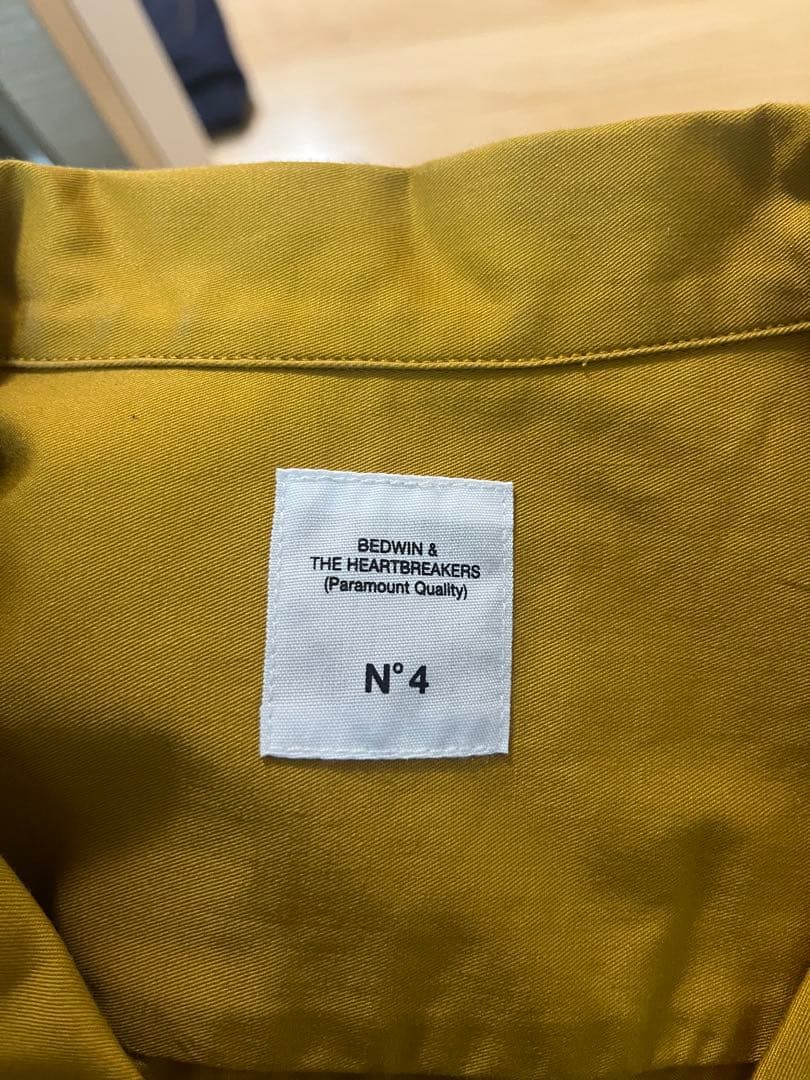 BEDWIN &
THE HEARTBREAKERS
(Paramount Quality)
N° 4